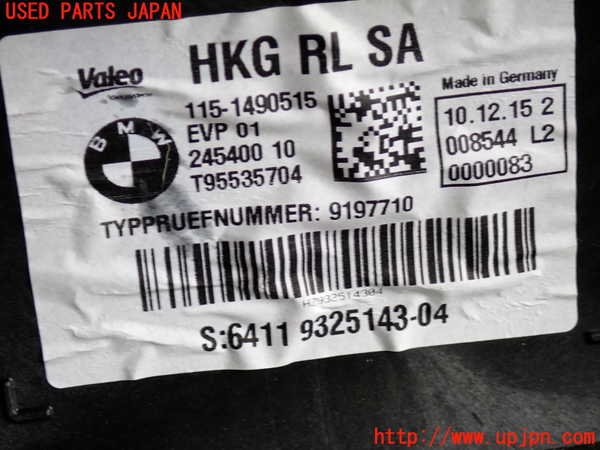 USED PARTS JAPAN
HKG RL SA
Valeo
Made in Germany
115-1490515
EVP 01
245400 10
T95535704
BMW
10.12.15 2
008544 L2
0000083
TYPPRUEFNUMMER: 9197710
HZ932514304
S:6411 9325143-04
http://www.upjpn.com/